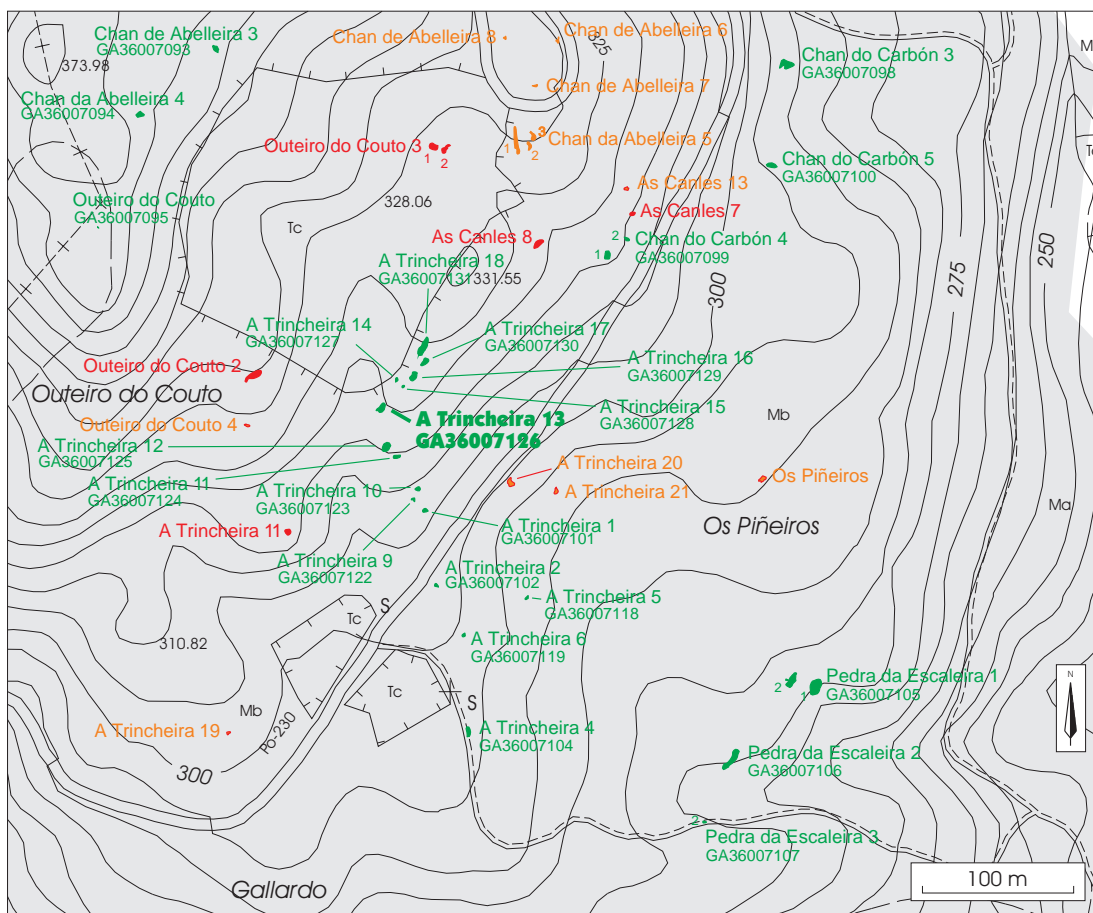 Chan de Abelleira 3
GA36007093
373.98
Chan da Abelleira 4
GA36007094
Outeiro do Couto
GA36007095
Chan de Abelleira 8
Chan de Abelleira 6
325
Chan de Abelleira 7
3
Chan da Abelleira 5
1
2
Outeiro do Couto 3
1
2
328.06
Tc
Chan do Carbón 3
GA36007098
Chan do Carbón 5
GA36007100
As Canles 13
As Canles 7
As Canles 8
2
Chan do Carbón 4
1
GA36007099
A Trincheira 18
GA36007131
331.55
300
275
250
A Trincheira 14
GA36007127
A Trincheira 17
GA36007130
A Trincheira 16
GA36007129
A Trincheira 15
GA36007128
Outeiro do Couto 2
Outeiro do Couto
Outeiro do Couto 4
A Trincheira 13
GA36007126
Mb
A Trincheira 12
GA36007125
A Trincheira 11
GA36007124
A Trincheira 10
GA36007123
A Trincheira 20
A Trincheira 21
Os Piñeiros
Os Piñeiros
Ma
A Trincheira 11
A Trincheira 1
GA36007101
A Trincheira 9
GA36007122
A Trincheira 2
GA36007102
A Trincheira 5
GA36007118
A Trincheira 6
GA36007119
S
Tc
310.82
Tc
S
Mb
A Trincheira 19
Po-230
300
A Trincheira 4
GA36007104
2
1
Pedra da Escaleira 1
GA36007105
N
Pedra da Escaleira 2
GA36007106
2
Pedra da Escaleira 3
GA36007107
Gallardo
100 m